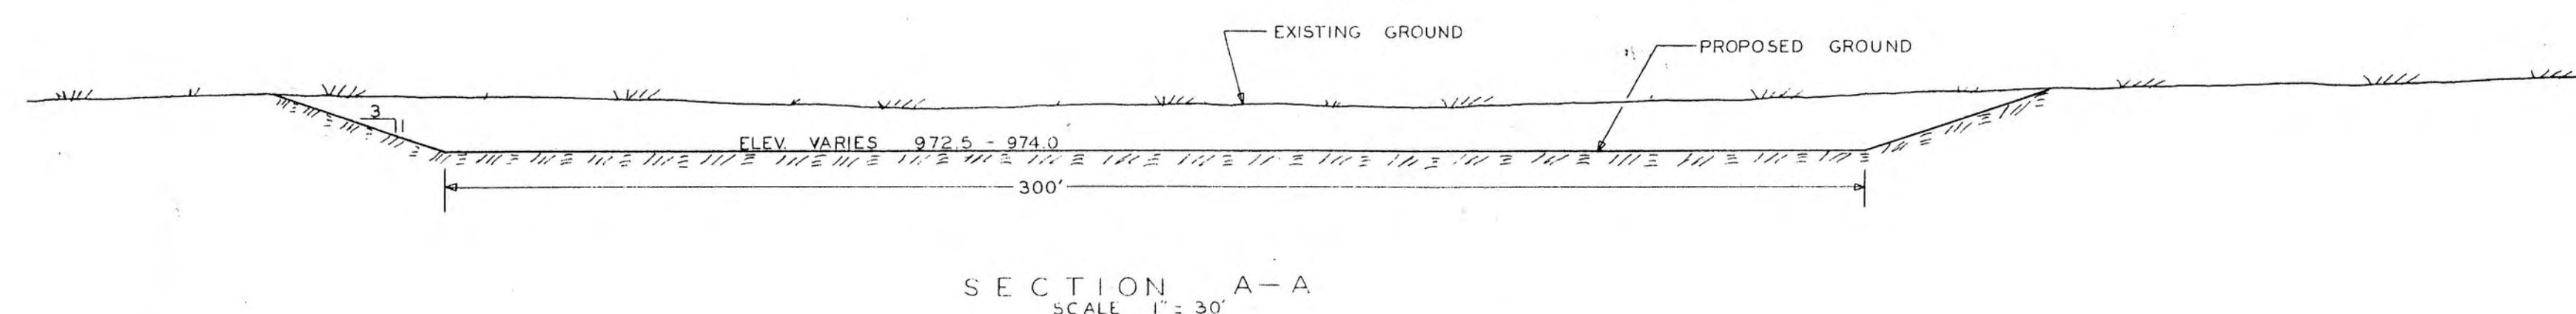 EXISTING GROUND
PROPOSED GROUND
3
1
ELEV. VARIES 972.5 - 974.0
300'
SECTION A-A
SCALE 1" = 30'